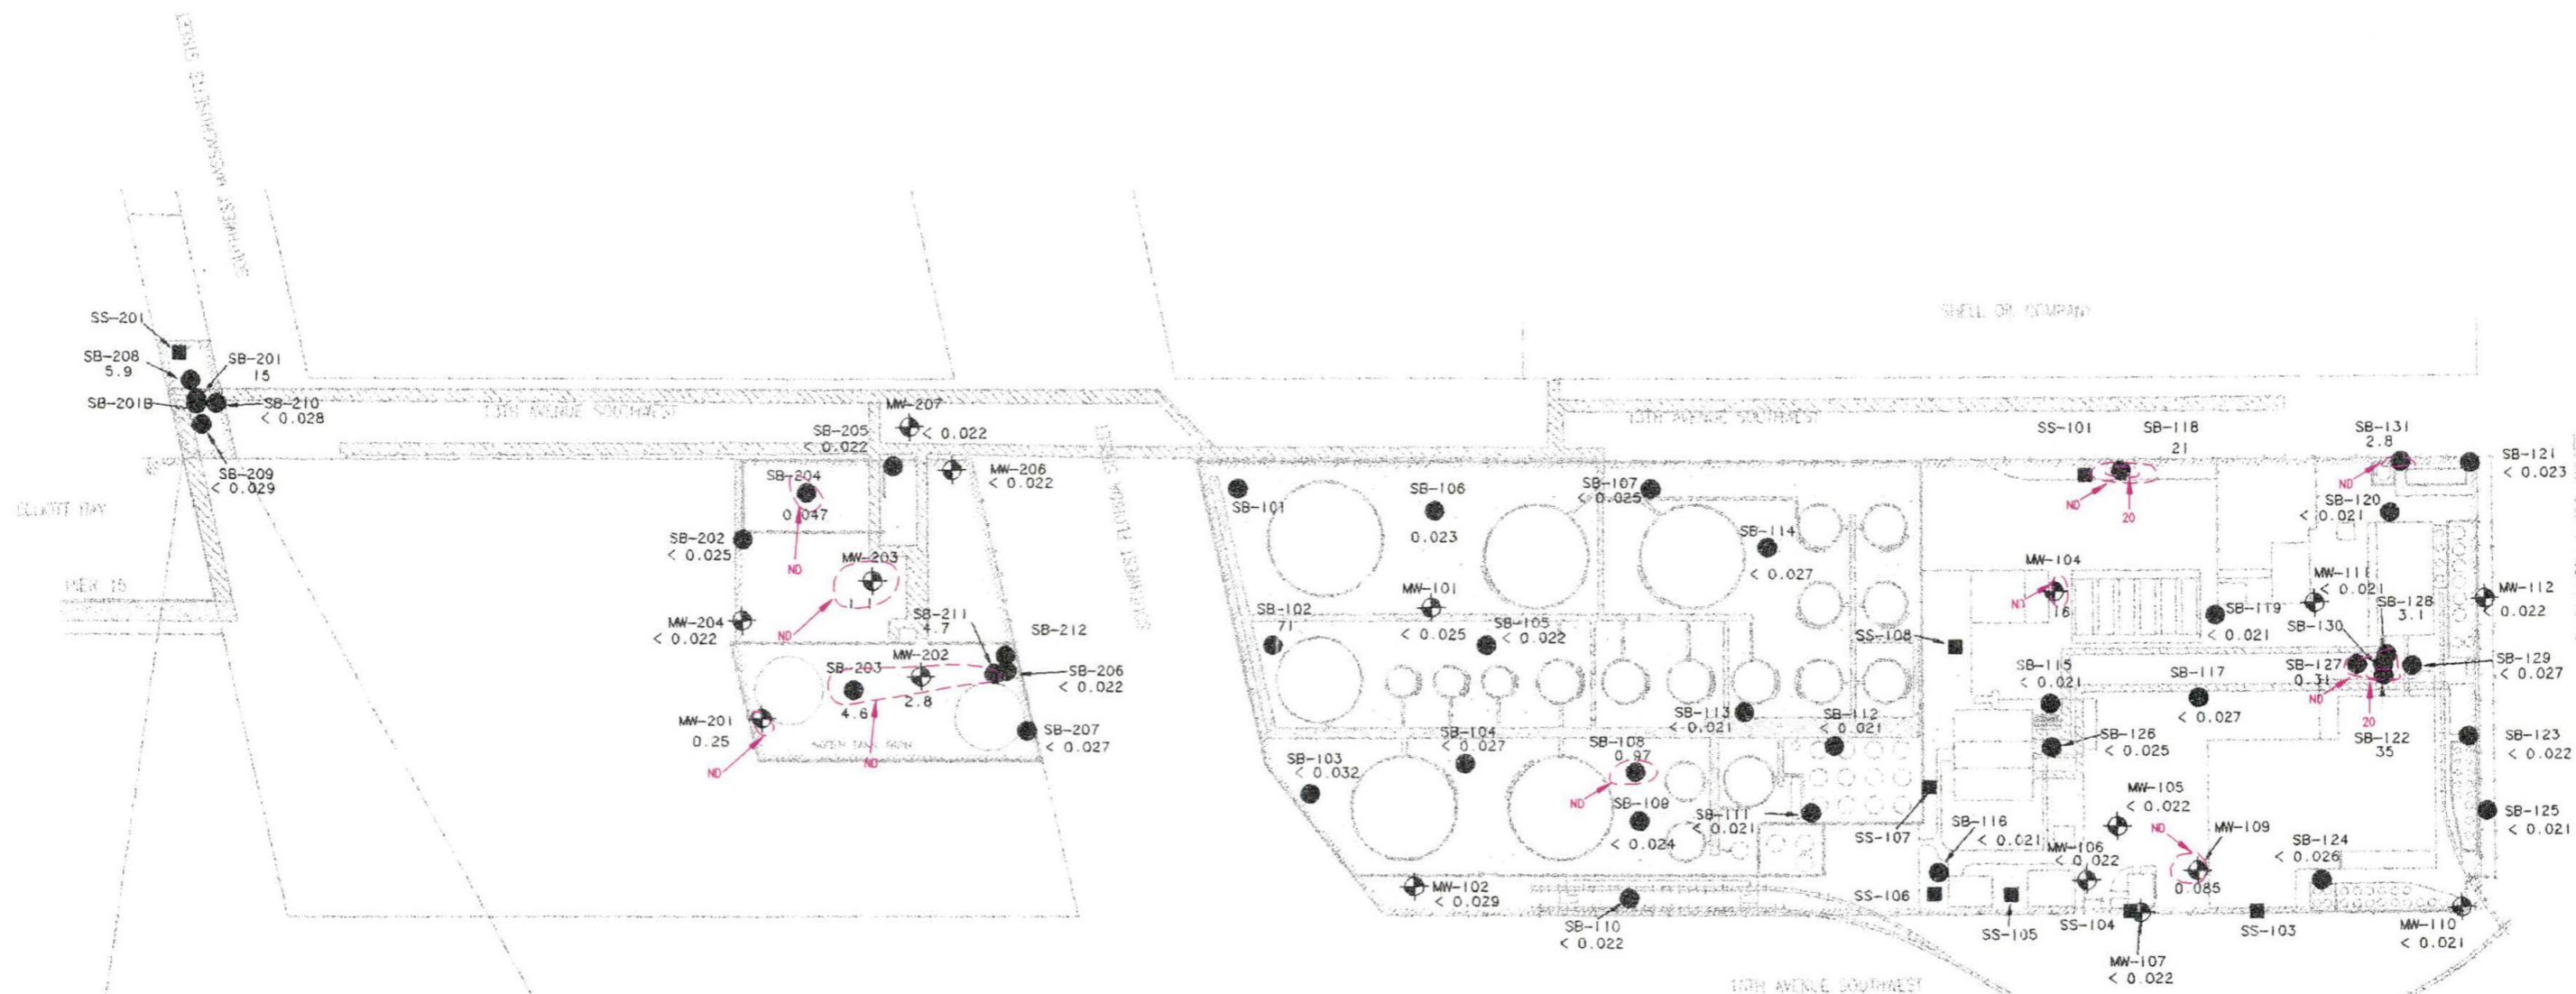 SOUTHWEST MASSACHUSETTS STREET
SHELL OIL COMPANY
SS-201
SB-208
5.9
SB-201
15
SB-201B
SB-210
< 0.028
SB-209
< 0.029
13TH AVENUE SOUTHWEST
ELLIOTT BAY
PIER 15
MW-207
< 0.022
SB-205
< 0.022
MW-206
< 0.022
SB-204
0.047
ND
SB-202
< 0.025
MW-203
1.1
ND
MW-204
< 0.022
SB-211
4.7
SB-212
MW-202
2.8
SB-203
4.6
SB-206
< 0.022
MW-201
0.25
ND
ND
SB-207
< 0.027
13TH AVENUE SOUTHWEST
SB-101
SB-106
0.023
SB-107
< 0.025
SB-114
< 0.027
MW-101
< 0.025
SB-102
71
SB-105
< 0.022
SB-113
< 0.021
SB-112
< 0.021
SB-104
< 0.027
SB-103
< 0.032
SB-108
0.97
ND
SB-109
< 0.024
SB-111
< 0.021
MW-102
< 0.029
SB-110
< 0.022
SS-101
SB-118
21
ND
20
SB-131
2.8
ND
SB-121
< 0.023
SB-120
< 0.021
MW-104
16
ND
MW-111
< 0.021
MW-112
< 0.022
SB-128
3.1
SB-119
< 0.021
SB-130
SS-108
SB-115
< 0.021
SB-117
< 0.027
SB-127
0.31
ND
20
SB-129
< 0.027
SB-122
35
SB-126
< 0.025
SB-123
< 0.022
MW-105
< 0.022
SS-107
SB-116
< 0.021
MW-106
< 0.022
ND
MW-109
0.085
SB-124
< 0.026
SB-125
< 0.021
SS-106
SS-105
SS-104
MW-107
< 0.022
SS-103
MW-110
< 0.021